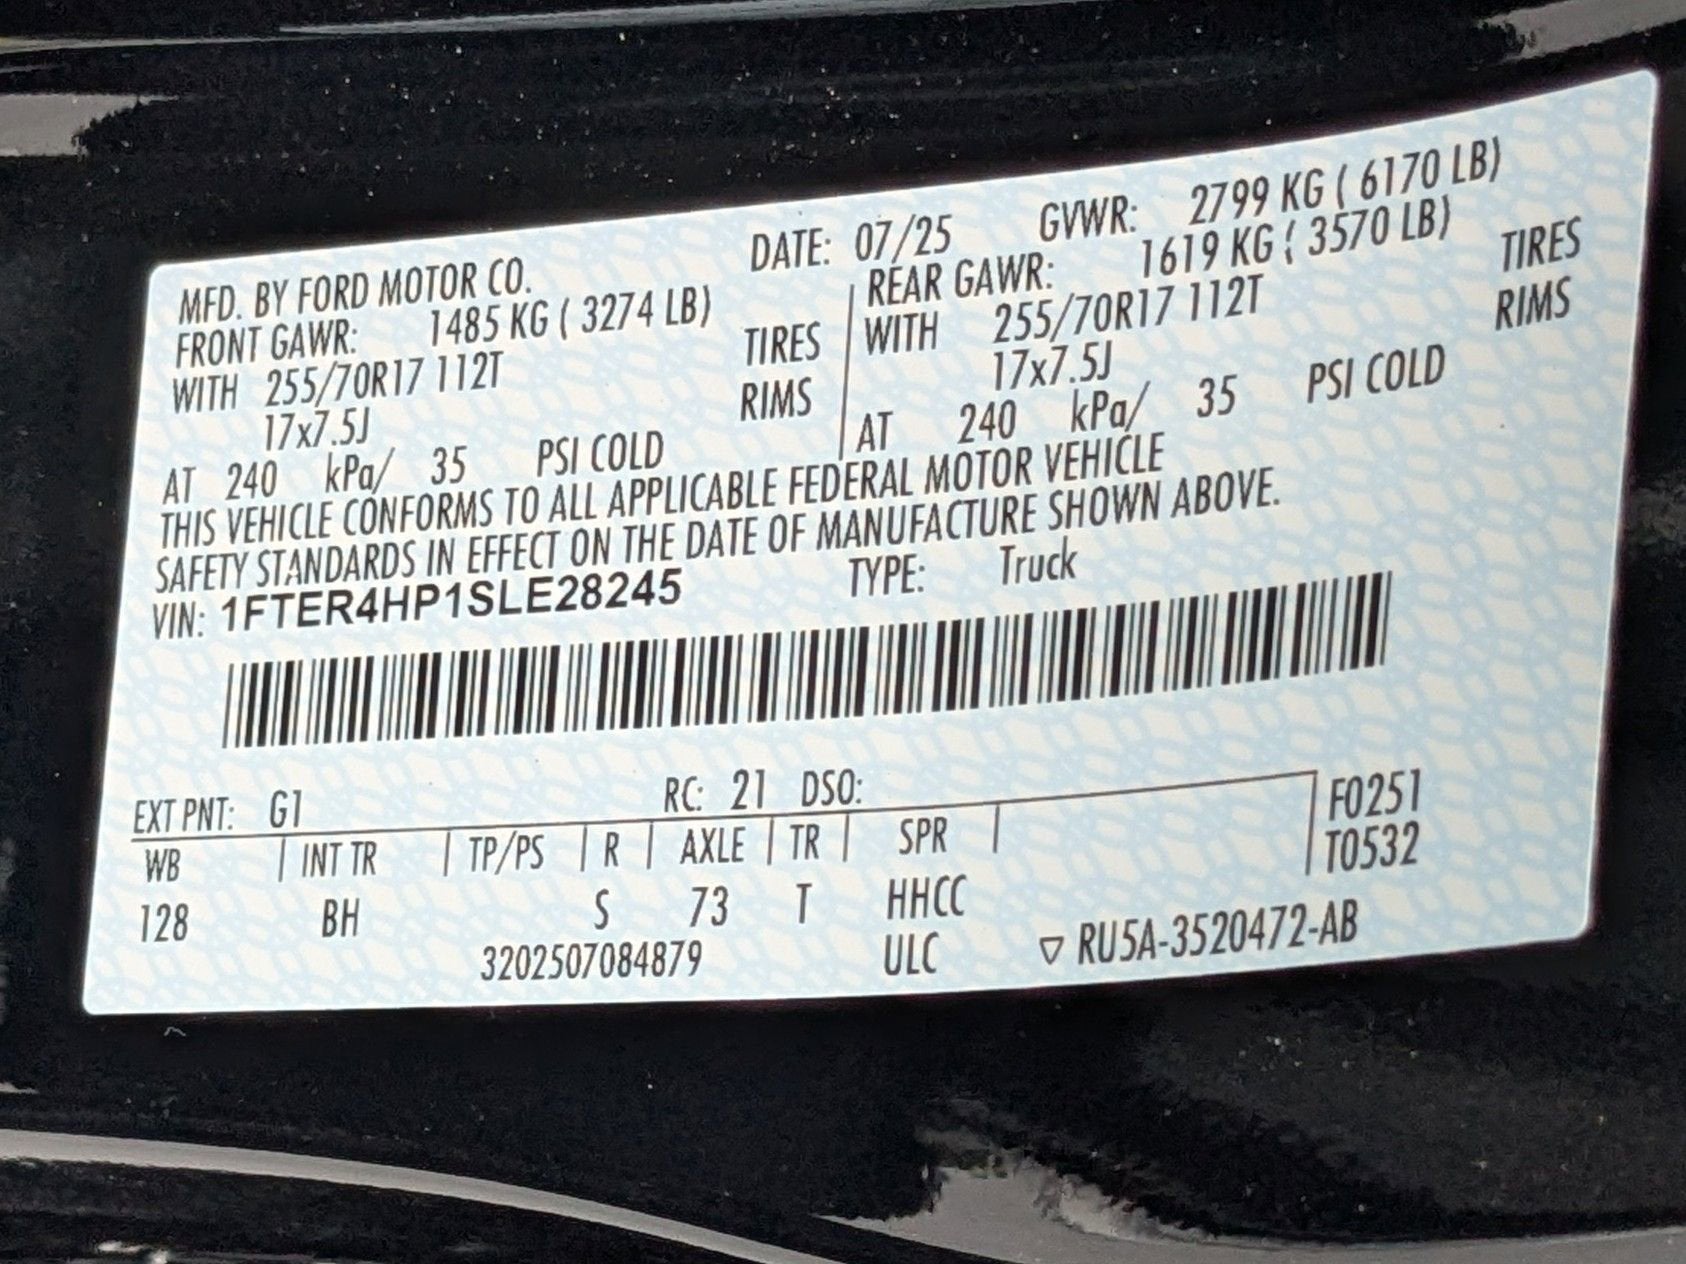 MFD. BY FORD MOTOR CO. DATE: 07/25 GVWR: 2799 KG ( 6170 LB)
FRONT GAWR: 1485 KG ( 3274 LB) REAR GAWR: 1619 KG ( 3570 LB)
WITH 255/70R17 112T TIRES WITH 255/70R17 112T TIRES
17x7.5J RIMS 17x7.5J RIMS
AT 240 kPa/ 35 PSI COLD AT 240 kPa/ 35 PSI COLD
THIS VEHICLE CONFORMS TO ALL APPLICABLE FEDERAL MOTOR VEHICLE
SAFETY STANDARDS IN EFFECT ON THE DATE OF MANUFACTURE SHOWN ABOVE.
VIN: 1FTER4HP1SLE28245 TYPE: Truck
EXT PNT: G1 RC: 21 DSO: F0251
WB INT TR TP/PS R AXLE TR SPR T0532
128 BH S 73 T HHCC
3202507084879 ULC ▽ RU5A-3520472-AB